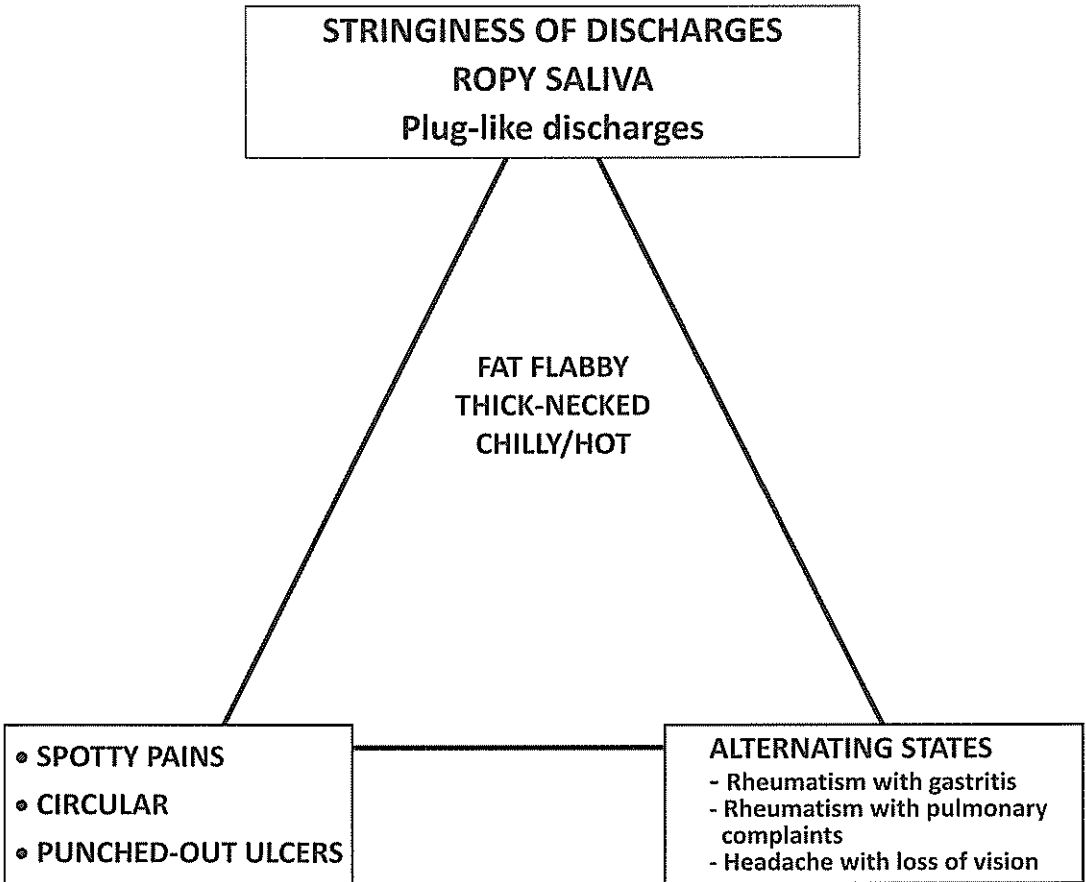 STRINGINESS OF DISCHARGES
ROPY SALIVA
Plug-like discharges
FAT FLABBY
THICK-NECKED
CHILLY/HOT
• SPOTTY PAINS
• CIRCULAR
• PUNCHED-OUT ULCERS
ALTERNATING STATES
- Rheumatism with gastritis
- Rheumatism with pulmonary
complaints
- Headache with loss of vision